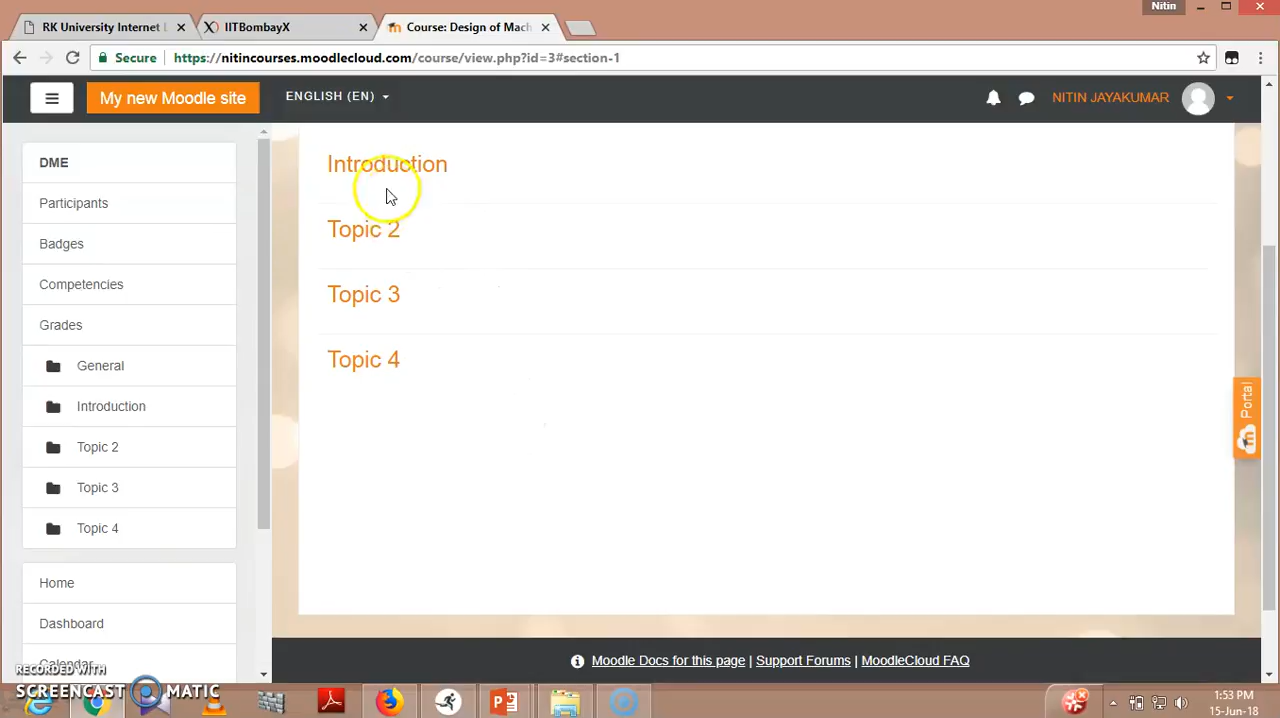 Nitin
RK University Internet
IITBombayX
Course: Design of Mach
Secure
https://nitincourses.moodlecloud.com/course/view.php?id=3#section-1
My new Moodle site
ENGLISH (EN)
NITIN JAYAKUMAR
DME
Participants
Badges
Competencies
Grades
General
Introduction
Topic 2
Topic 3
Topic 4
Home
Dashboard
Calendar
Introduction
Topic 2
Topic 3
Topic 4
Portal
Moodle Docs for this page | Support Forums | MoodleCloud FAQ
RECORDED WITH
SCREENCAST MATIC
1:53 PM
15-Jun-18